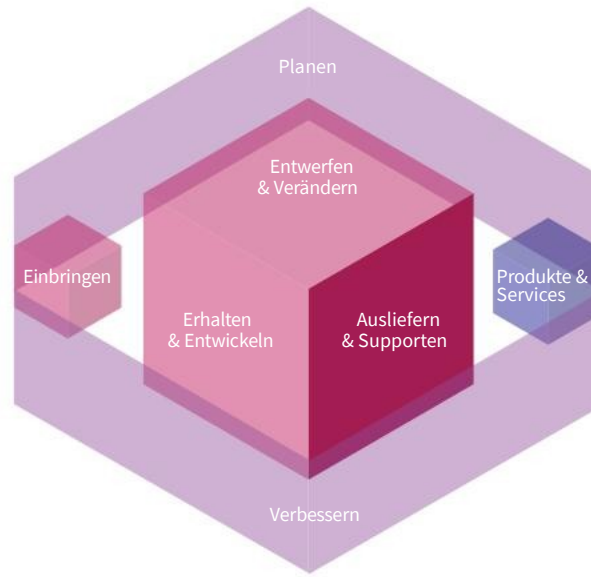 Planen
Entwerfen
& Verändern
Einbringen
Produkte &
Services
Erhalten
& Entwickeln
Ausliefern
& Supporten
Verbessern